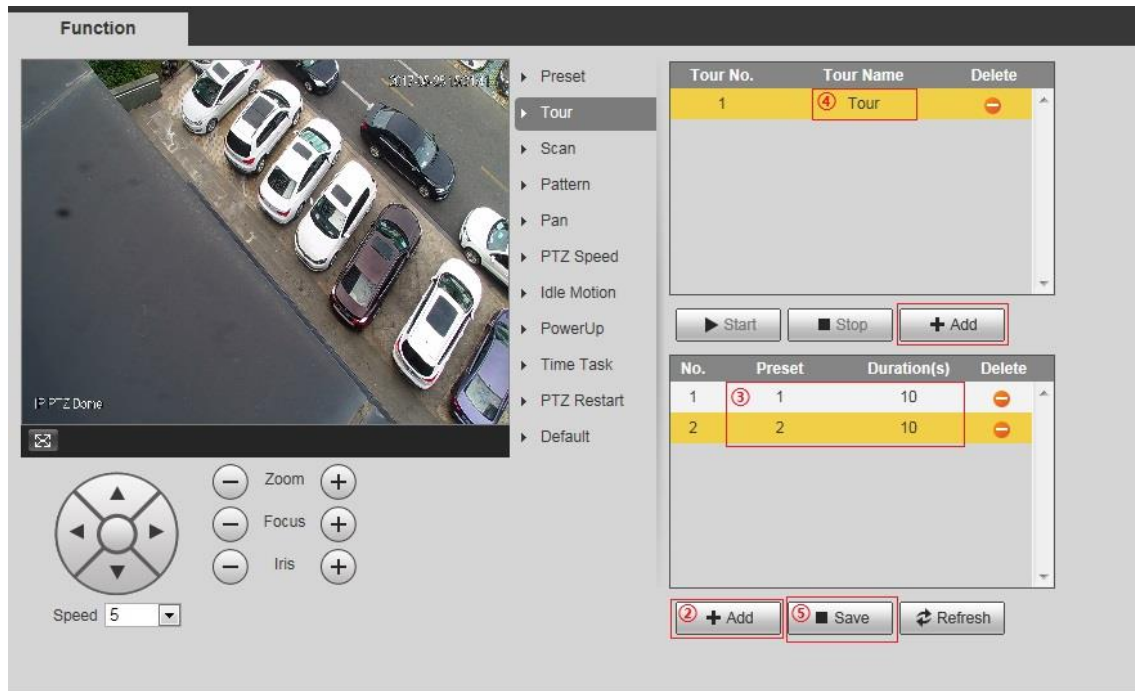 Function
IP PTZ Dome
Zoom
Focus
Iris
Speed 5
Preset
Tour
Scan
Pattern
Pan
PTZ Speed
Idle Motion
PowerUp
Time Task
PTZ Restart
Default
Tour No. Tour Name Delete
1 ④ Tour
Start Stop Add
No. Preset Duration(s) Delete
1 ③ 1 10
2 2 10
② Add ⑤ Save Refresh